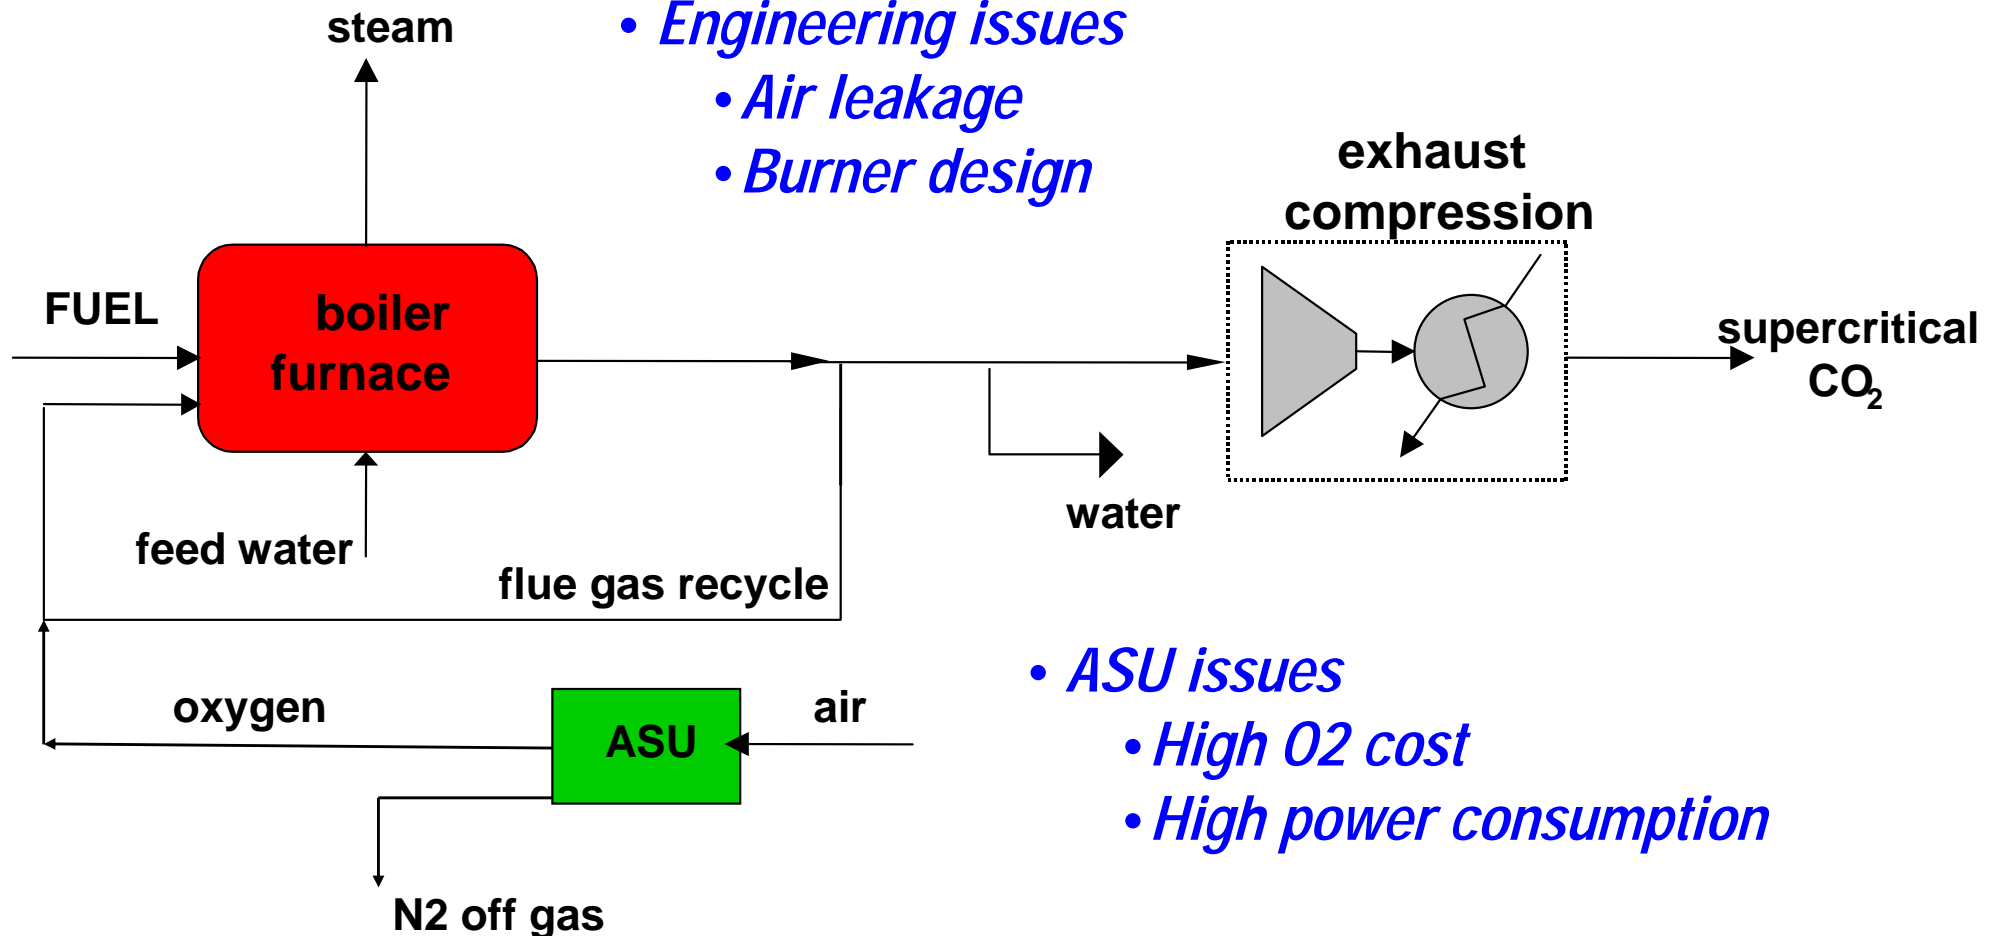 steam
• Engineering issues
• Air leakage
• Burner design
exhaust
compression
FUEL
boiler
furnace
supercritical
CO₂
water
feed water
flue gas recycle
• ASU issues
oxygen
ASU
air
• High O2 cost
• High power consumption
N2 off gas